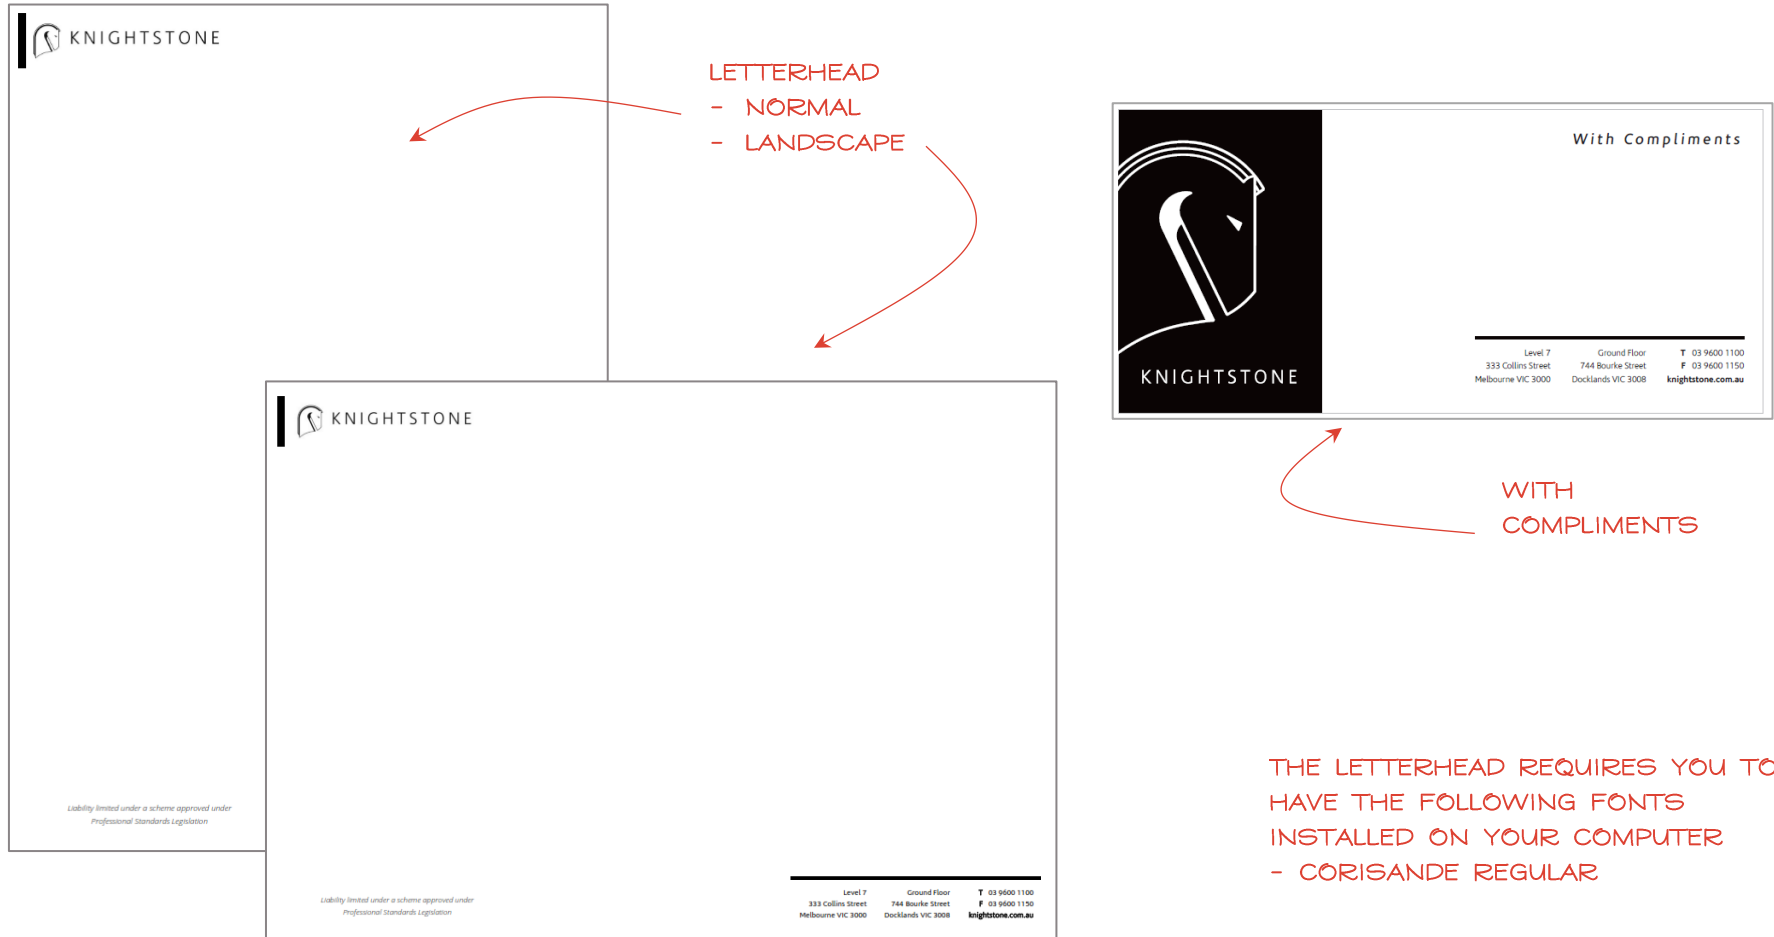 KNIGHTSTONE
LETTERHEAD
- NORMAL
- LANDSCAPE
Liability limited under a scheme approved under
Professional Standards Legislation
KNIGHTSTONE
Liability limited under a scheme approved under
Professional Standards Legislation
Level 7 Ground Floor T 03 9600 1100
333 Collins Street 744 Bourke Street F 03 9600 1150
Melbourne VIC 3000 Docklands VIC 3008 knightstone.com.au
With Compliments
KNIGHTSTONE
Level 7 Ground Floor T 03 9600 1100
333 Collins Street 744 Bourke Street F 03 9600 1150
Melbourne VIC 3000 Docklands VIC 3008 knightstone.com.au
WITH
COMPLIMENTS
THE LETTERHEAD REQUIRES YOU TO
HAVE THE FOLLOWING FONTS
INSTALLED ON YOUR COMPUTER
- CORISANDE REGULAR